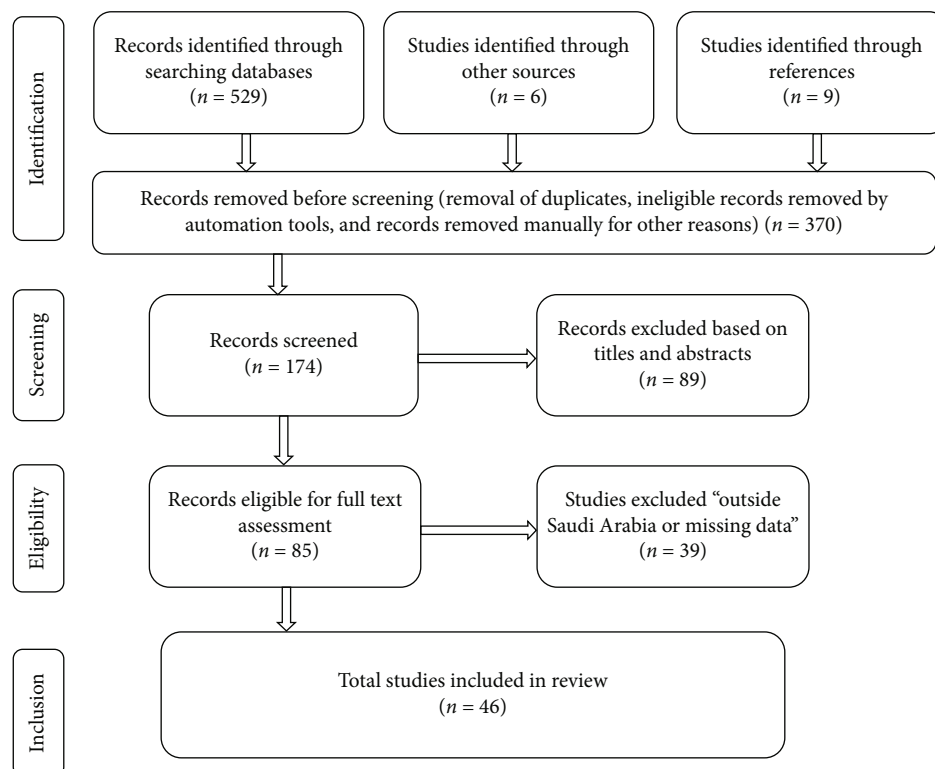 Identification
Records identified through
searching databases
(n = 529)
Studies identified through
other sources
(n = 6)
Studies identified through
references
(n = 9)
Records removed before screening (removal of duplicates, ineligible records removed by
automation tools, and records removed manually for other reasons) (n = 370)
Screening
Records screened
(n = 174)
Records excluded based on
titles and abstracts
(n = 89)
Eligibility
Records eligible for full text
assessment
(n = 85)
Studies excluded “outside
Saudi Arabia or missing data”
(n = 39)
Inclusion
Total studies included in review
(n = 46)